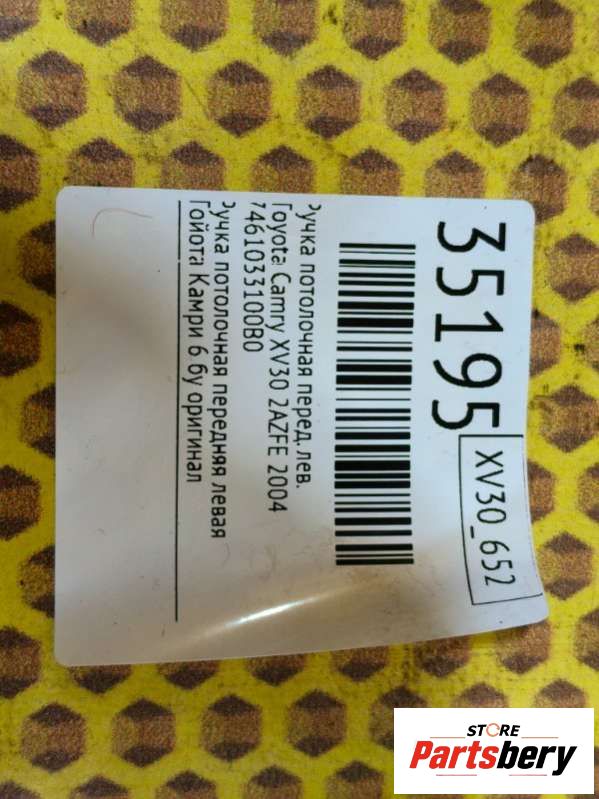 35195
XV30_652
Ручка потолочная перед. лев.
Toyota Camry XV30 2AZFE 2004
7461033100B0
Ручка потолочная передняя левая
Тойота Камри 6 бу оригинал
STORE
Partsbery